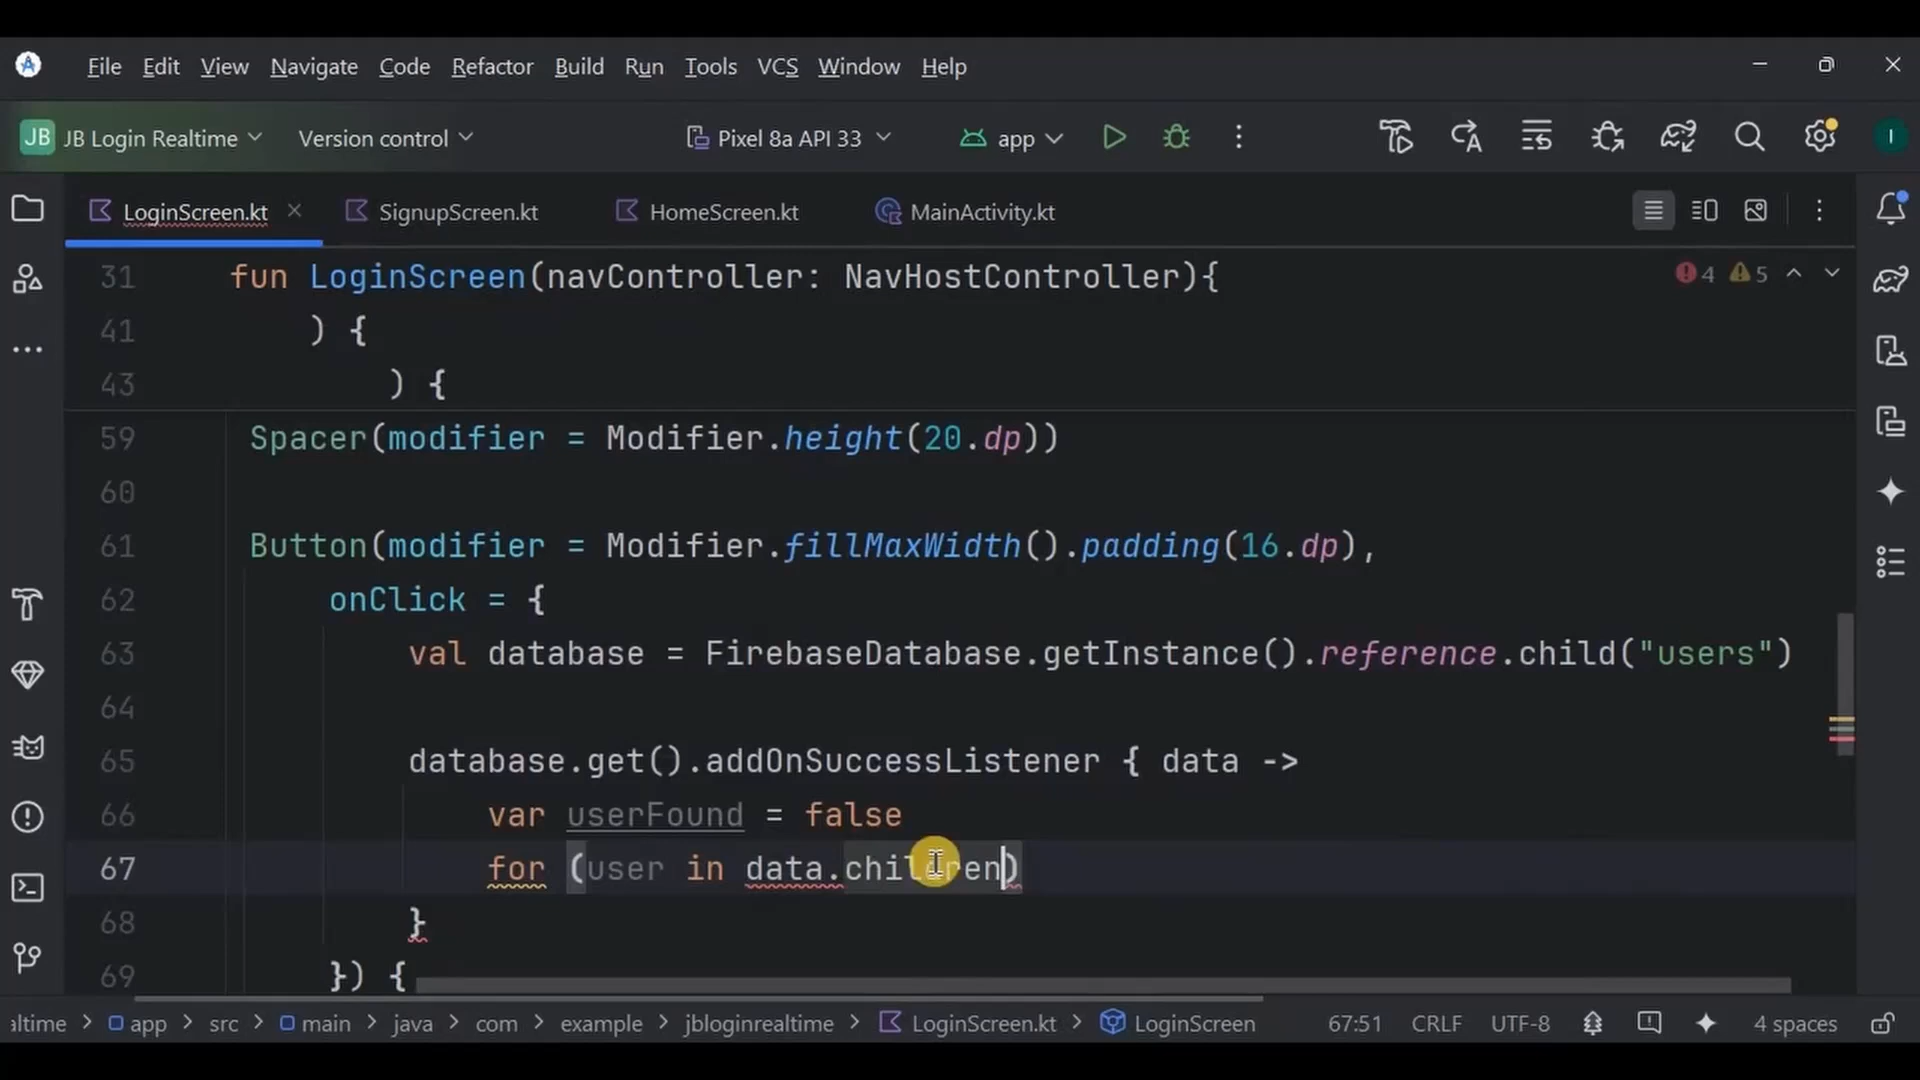 File Edit View Navigate Code Refactor Build Run Tools VCS Window Help
JB JB Login Realtime Version control Pixel 8a API 33 app I
LoginScreen.kt SignupScreen.kt HomeScreen.kt MainActivity.kt
31 fun LoginScreen(navController: NavHostController){ 4 5
41 ) {
43 ) {
59 Spacer(modifier = Modifier.height(20.dp))
60
61 Button(modifier = Modifier.fillMaxWidth().padding(16.dp),
62 onClick = {
63 val database = FirebaseDatabase.getInstance().reference.child("users")
64
65 database.get().addOnSuccessListener { data ->
66 var userFound = false
67 for (user in data.children)
68 }
69 }) {
altime > app > src > main > java > com > example > jbloginrealtime > LoginScreen.kt > LoginScreen 67:51 CRLF UTF-8 4 spaces